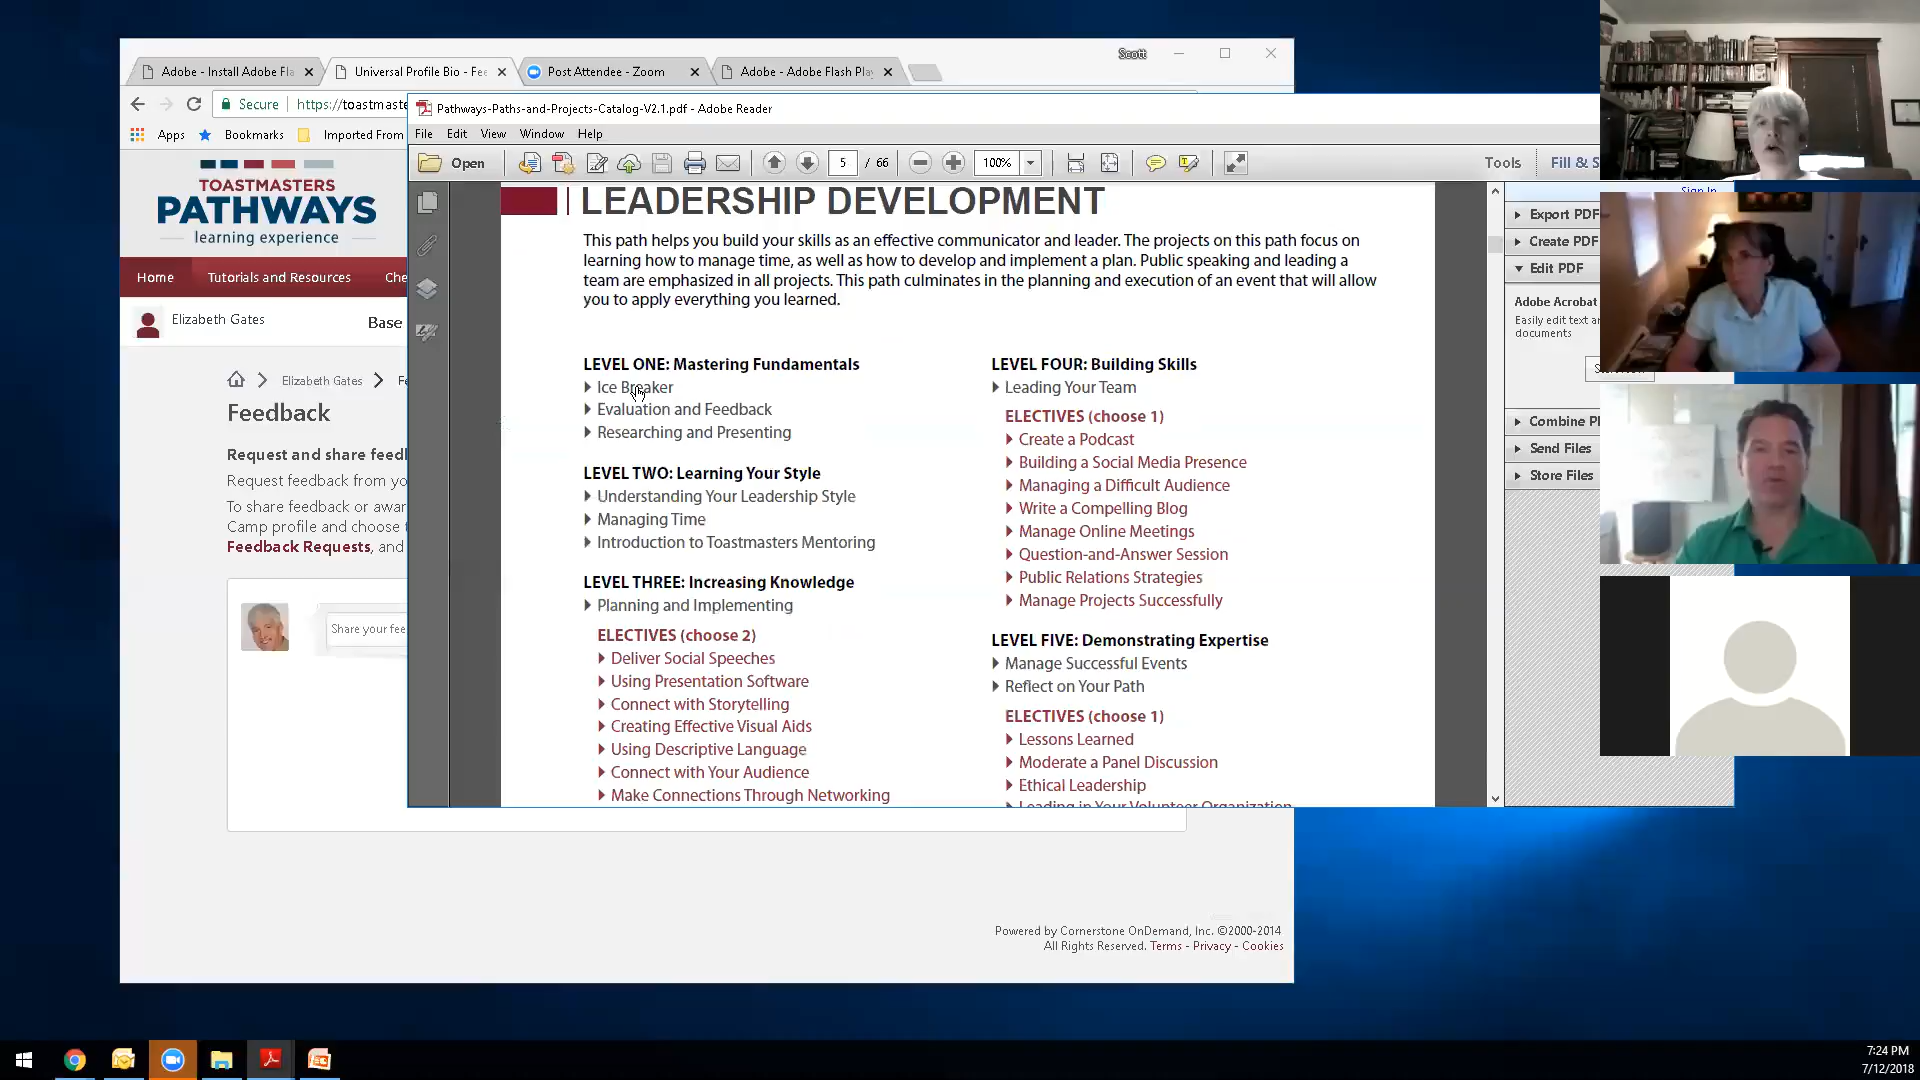 Scott
Adobe - Install Adobe Fla
Universal Profile Bio - Fee
Post Attendee - Zoom
Adobe - Adobe Flash Play
Secure
https://toastmaste
Apps
Bookmarks
Imported From
TOASTMASTERS
PATHWAYS
learning experience
Home
Tutorials and Resources
Che
Elizabeth Gates
Base
Elizabeth Gates
Fe
Feedback
Request and share feed
Request feedback from yo
To share feedback or awar
Camp profile and choose
Feedback Requests, and
Share your fee
Powered by Cornerstone OnDemand, Inc. ©2000-2014
All Rights Reserved. Terms - Privacy - Cookies
Pathways-Paths-and-Projects-Catalog-V2.1.pdf - Adobe Reader
File Edit View Window Help
Open
5 / 66
100%
Tools
Fill & S
LEADERSHIP DEVELOPMENT
This path helps you build your skills as an effective communicator and leader. The projects on this path focus on
learning how to manage time, as well as how to develop and implement a plan. Public speaking and leading a
team are emphasized in all projects. This path culminates in the planning and execution of an event that will allow
you to apply everything you learned.
LEVEL ONE: Mastering Fundamentals
Ice Breaker
Evaluation and Feedback
Researching and Presenting
LEVEL TWO: Learning Your Style
Understanding Your Leadership Style
Managing Time
Introduction to Toastmasters Mentoring
LEVEL THREE: Increasing Knowledge
Planning and Implementing
ELECTIVES (choose 2)
Deliver Social Speeches
Using Presentation Software
Connect with Storytelling
Creating Effective Visual Aids
Using Descriptive Language
Connect with Your Audience
Make Connections Through Networking
LEVEL FOUR: Building Skills
Leading Your Team
ELECTIVES (choose 1)
Create a Podcast
Building a Social Media Presence
Managing a Difficult Audience
Write a Compelling Blog
Manage Online Meetings
Question-and-Answer Session
Public Relations Strategies
Manage Projects Successfully
LEVEL FIVE: Demonstrating Expertise
Manage Successful Events
Reflect on Your Path
ELECTIVES (choose 1)
Lessons Learned
Moderate a Panel Discussion
Ethical Leadership
Leading in Your Volunteer Organization
Sign In
Export PDF
Create PDF
Edit PDF
Adobe Acrobat
Easily edit text a
documents
Combine P
Send Files
Store Files
7:24 PM
7/12/2018